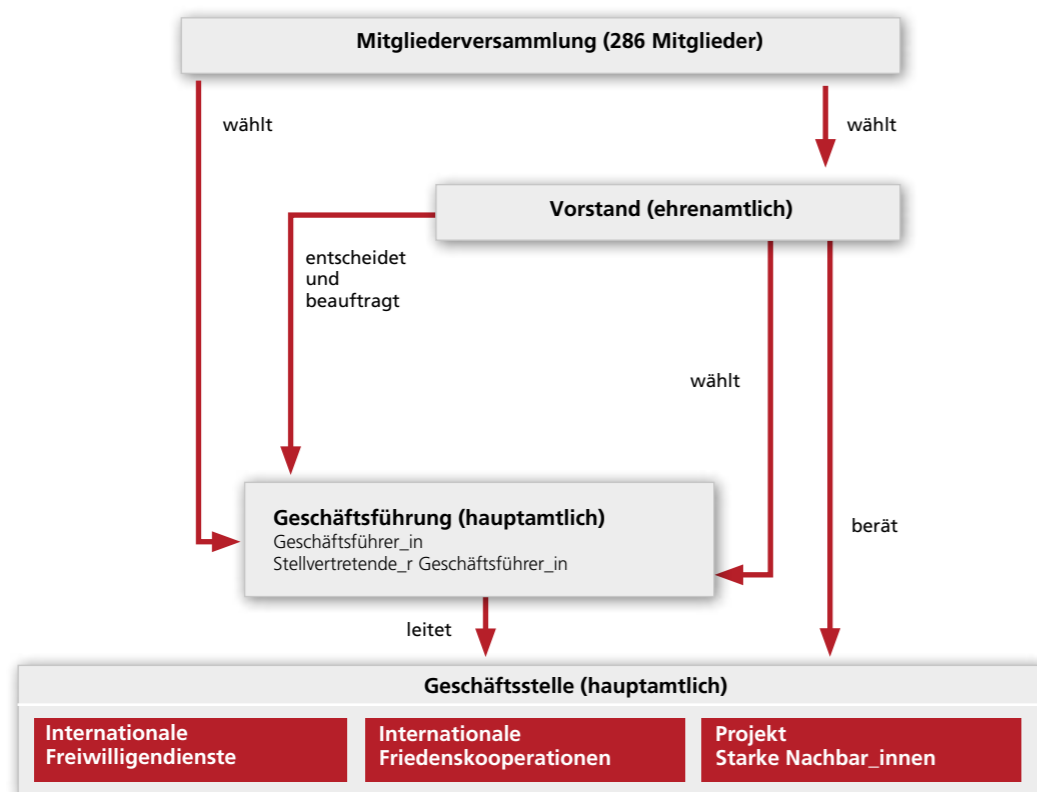 Mitgliederversammlung (286 Mitglieder)
wählt
wählt
Vorstand (ehrenamtlich)
entscheidet
und
beauftragt
wählt
Geschäftsführung (hauptamtlich)
Geschäftsführer_in
Stellvertretende_r Geschäftsführer_in
berät
leitet
Geschäftsstelle (hauptamtlich)
Internationale
Freiwilligendienste
Internationale
Friedenskooperationen
Projekt
Starke Nachbar_innen